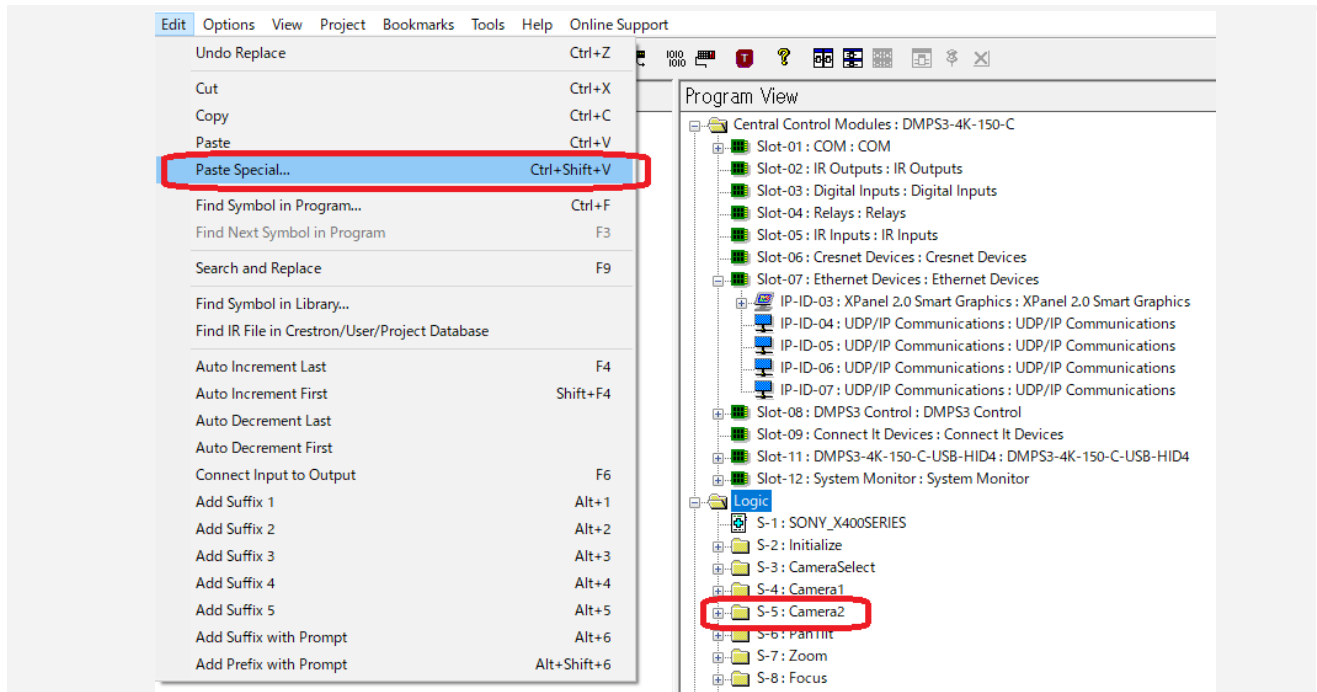 Edit Options View Project Bookmarks Tools Help Online Support
Undo Replace Ctrl+Z
Cut Ctrl+X
Copy Ctrl+C
Paste Ctrl+V
Paste Special... Ctrl+Shift+V
Find Symbol in Program... Ctrl+F
Find Next Symbol in Program F3
Search and Replace F9
Find Symbol in Library...
Find IR File in Crestron/User/Project Database
Auto Increment Last F4
Auto Increment First Shift+F4
Auto Decrement Last
Auto Decrement First
Connect Input to Output F6
Add Suffix 1 Alt+1
Add Suffix 2 Alt+2
Add Suffix 3 Alt+3
Add Suffix 4 Alt+4
Add Suffix 5 Alt+5
Add Suffix with Prompt Alt+6
Add Prefix with Prompt Alt+Shift+6
Program View
Central Control Modules : DMPS3-4K-150-C
Slot-01 : COM : COM
Slot-02 : IR Outputs : IR Outputs
Slot-03 : Digital Inputs : Digital Inputs
Slot-04 : Relays : Relays
Slot-05 : IR Inputs : IR Inputs
Slot-06 : Cresnet Devices : Cresnet Devices
Slot-07 : Ethernet Devices : Ethernet Devices
IP-ID-03 : XPanel 2.0 Smart Graphics : XPanel 2.0 Smart Graphics
IP-ID-04 : UDP/IP Communications : UDP/IP Communications
IP-ID-05 : UDP/IP Communications : UDP/IP Communications
IP-ID-06 : UDP/IP Communications : UDP/IP Communications
IP-ID-07 : UDP/IP Communications : UDP/IP Communications
Slot-08 : DMPS3 Control : DMPS3 Control
Slot-09 : Connect It Devices : Connect It Devices
Slot-11 : DMPS3-4K-150-C-USB-HID4 : DMPS3-4K-150-C-USB-HID4
Slot-12 : System Monitor : System Monitor
Logic
S-1 : SONY_X400SERIES
S-2 : Initialize
S-3 : CameraSelect
S-4 : Camera1
S-5 : Camera2
S-6 : PanTilt
S-7 : Zoom
S-8 : Focus